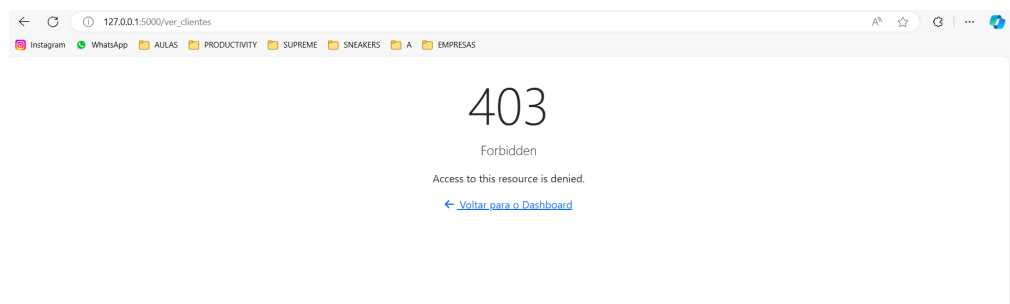 127.0.0.1:5000/ver_clientes
Instagram WhatsApp AULAS PRODUCTIVITY SUPREME SNEAKERS A EMPRESAS
403
Forbidden
Access to this resource is denied.
← Voltar para o Dashboard